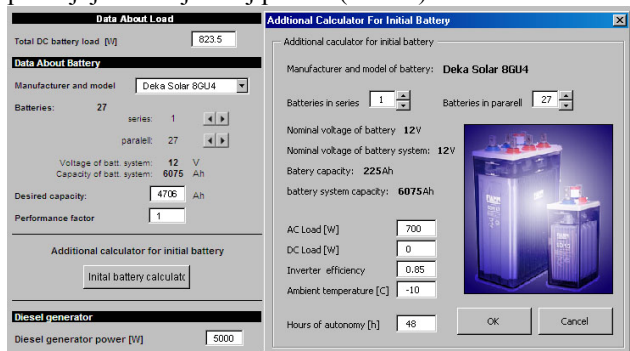 Data About Load
Total DC battery load [W] 823.5
Data About Battery
Manufacturer and model Deka Solar 8GU4
Batteries: 27
series: 1
paralell: 27
Voltage of batt. system: 12 V
Capacity of batt. system: 6075 Ah
Desired capacity: 4706 Ah
Performance factor 1
Additional calculator for initial battery
Inital battery calculatc
Diesel generator
Diesel generator power [W] 5000
Addtional Calculator For Initial Battery
Additional caculator for initial battery
Manufacturer and model of battery: Deka Solar 8GU4
Batteries in series 1 Batteries in pararell 27
Nominal voltage of battery 12V
Nominal voltage of battery system: 12V
Batery capacity: 225Ah
battery system capacity: 6075Ah
AC Load [W] 700
DC Load [W] 0
Inverter efficiency 0.85
Ambient temperature [C] -10
Hours of autonomy [h] 48
OK Cancel